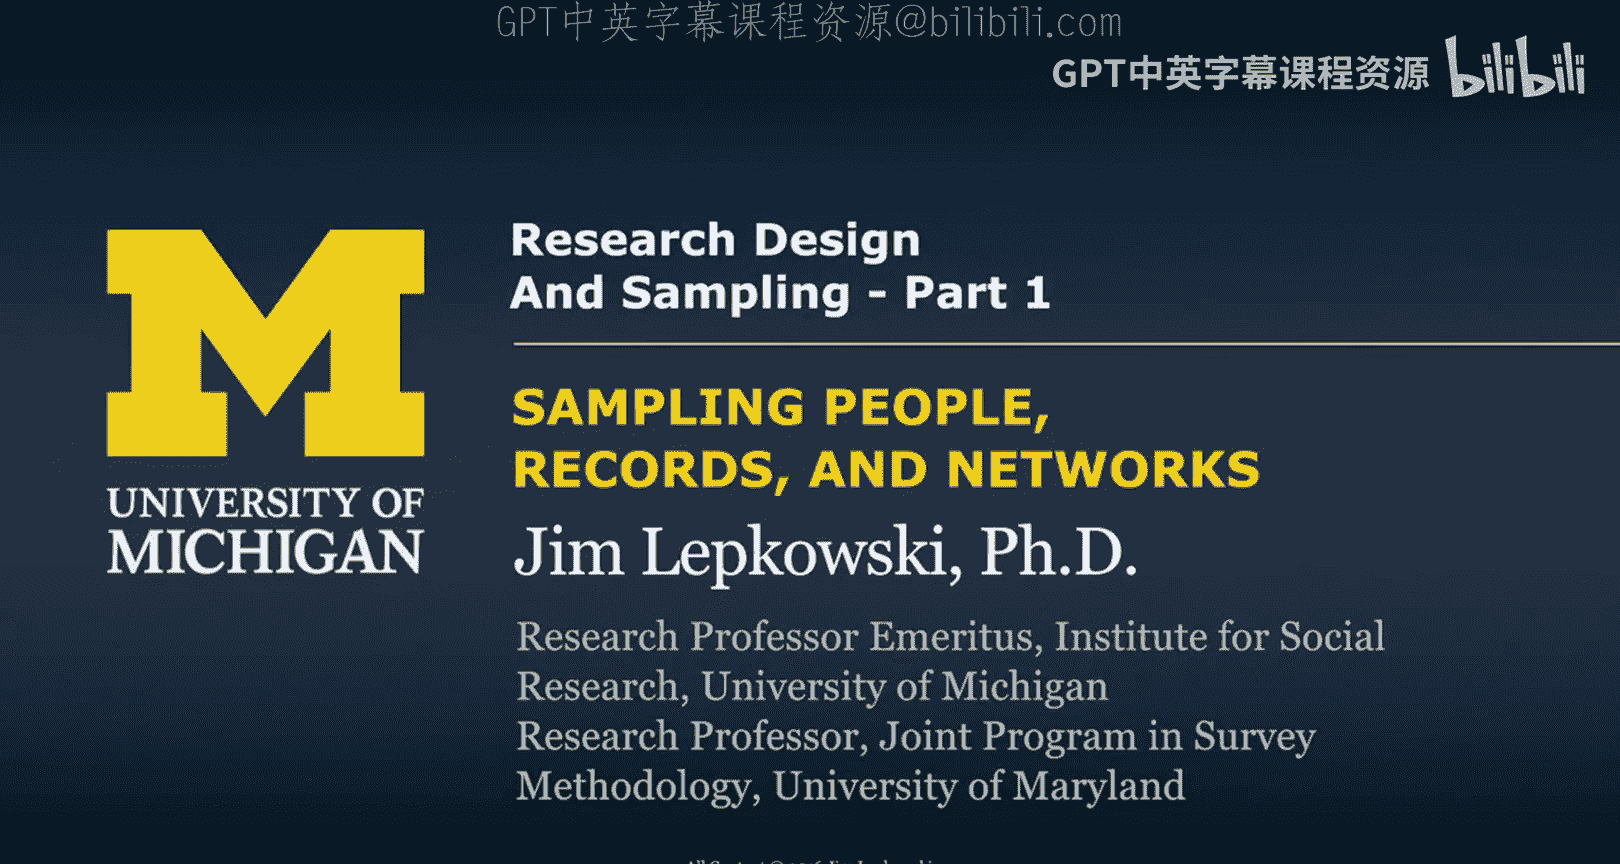 GPT中英字幕课程资源@bilibili.com
GPT中英字幕课程资源 bilibili
Research Design
And Sampling - Part 1
SAMPLING PEOPLE,
RECORDS, AND NETWORKS
M
UNIVERSITY OF
MICHIGAN
Jim Lepkowski, Ph.D.
Research Professor Emeritus, Institute for Social
Research, University of Michigan
Research Professor, Joint Program in Survey
Methodology, University of Maryland